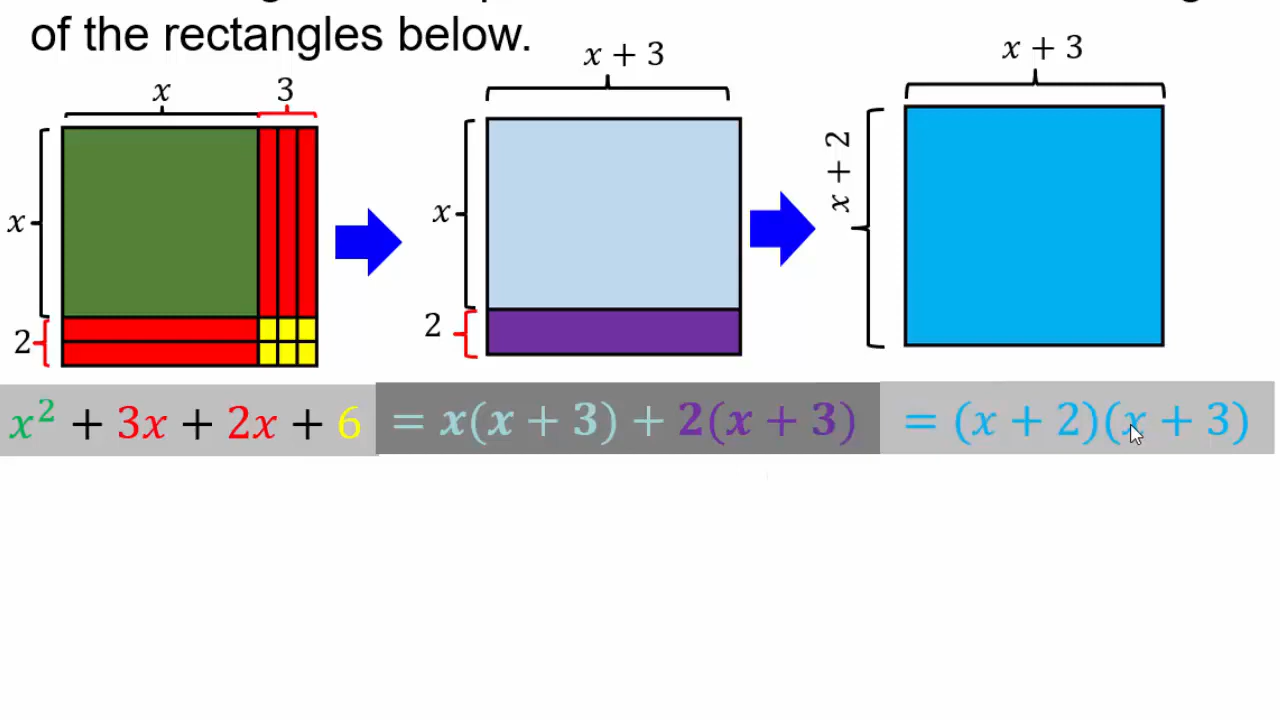 of the rectangles below.
x 3
x
2
x + 3
x
2
x + 3
x + 2
x² + 3x + 2x + 6 = x(x + 3) + 2(x + 3) = (x + 2)(x + 3)